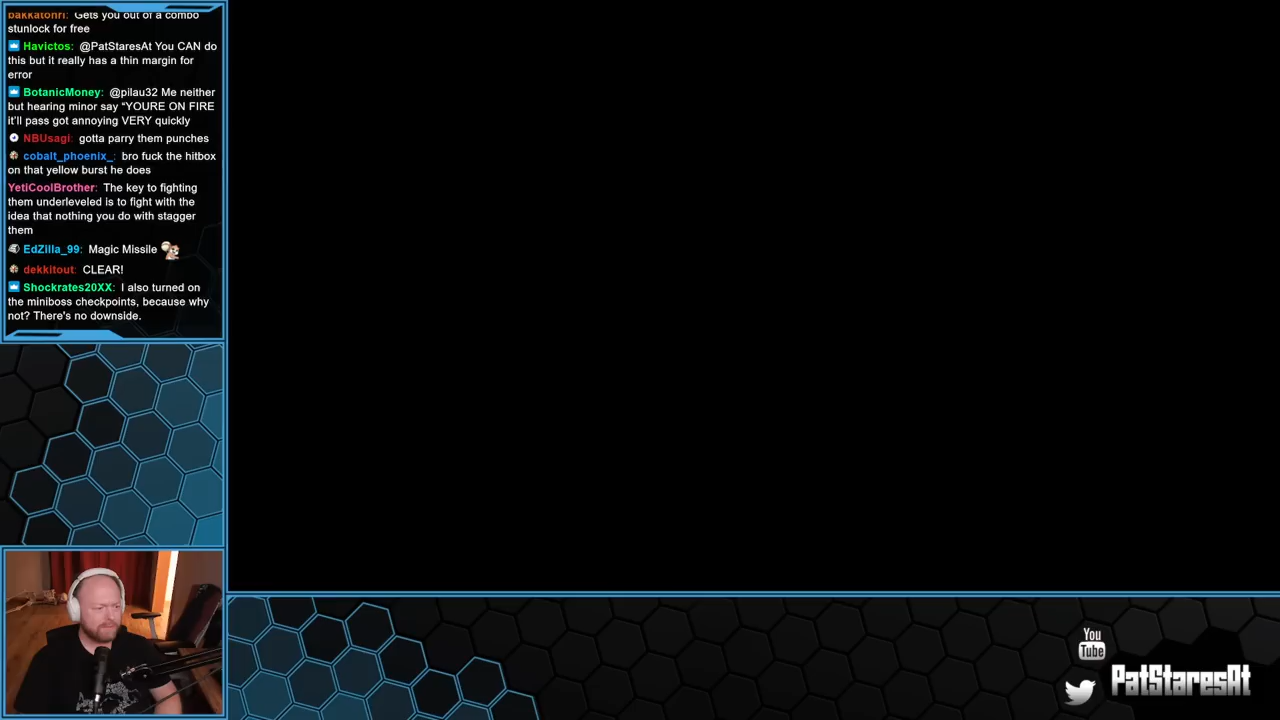 bakkatonri: Gets you out of a combo
stunlock for free
Havictos: @PatStaresAt You CAN do
this but it really has a thin margin for
error
BotanicMoney: @pilau32 Me neither
but hearing minor say “YOURE ON FIRE
it’ll pass got annoying VERY quickly
NBUsagi: gotta parry them punches
cobalt_phoenix_: bro fuck the hitbox
on that yellow burst he does
YetiCoolBrother: The key to fighting
them underleveled is to fight with the
idea that nothing you do with stagger
them
EdZilla_99: Magic Missile
dekkitout: CLEAR!
Shockrates20XX: I also turned on
the miniboss checkpoints, because why
not? There's no downside.
You
Tube
PatStaresAt